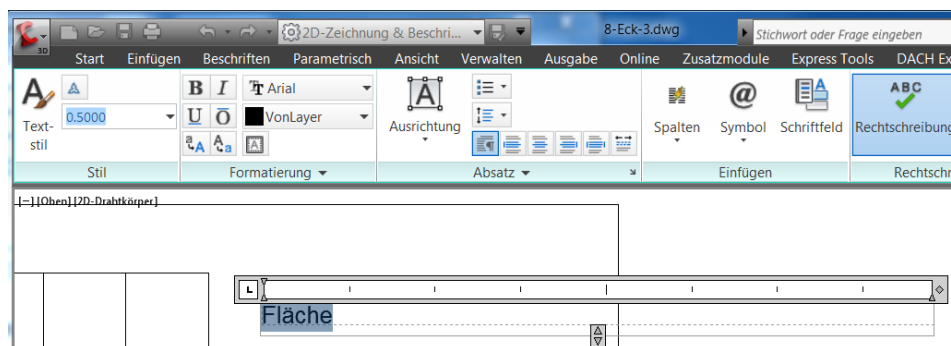 2D-Zeichnung & Beschri...
8-Eck-3.dwg
Stichwort oder Frage eingeben
3D
Start Einfügen Beschriften Parametrisch Ansicht Verwalten Ausgabe Online Zusatzmodule Express Tools DACH Ex
A
0.5000
Text-
stil
B I Arial
U O VonLayer
Ausrichtung
Spalten
@
Symbol
Schriftfeld
ABC
Rechtschreibung
Stil Formatierung Absatz Einfügen Rechtschr
[−][Oben][2D-Drahtkörper]
Fläche